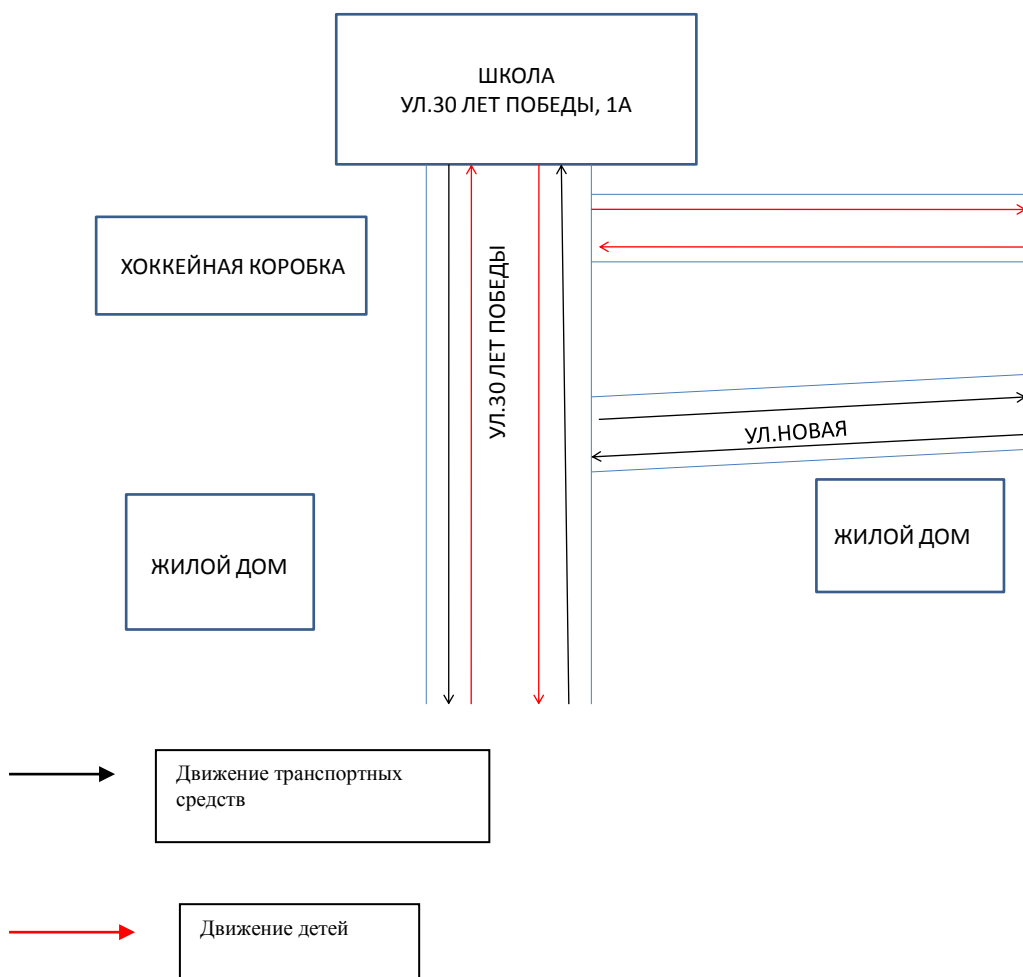 ШКОЛА
УЛ.30 ЛЕТ ПОБЕДЫ, 1А
ХОККЕЙНАЯ КОРОБКА
УЛ.30 ЛЕТ ПОБЕДЫ
УЛ.НОВАЯ
ЖИЛОЙ ДОМ
ЖИЛОЙ ДОМ
Движение транспортных
средств
Движение детей